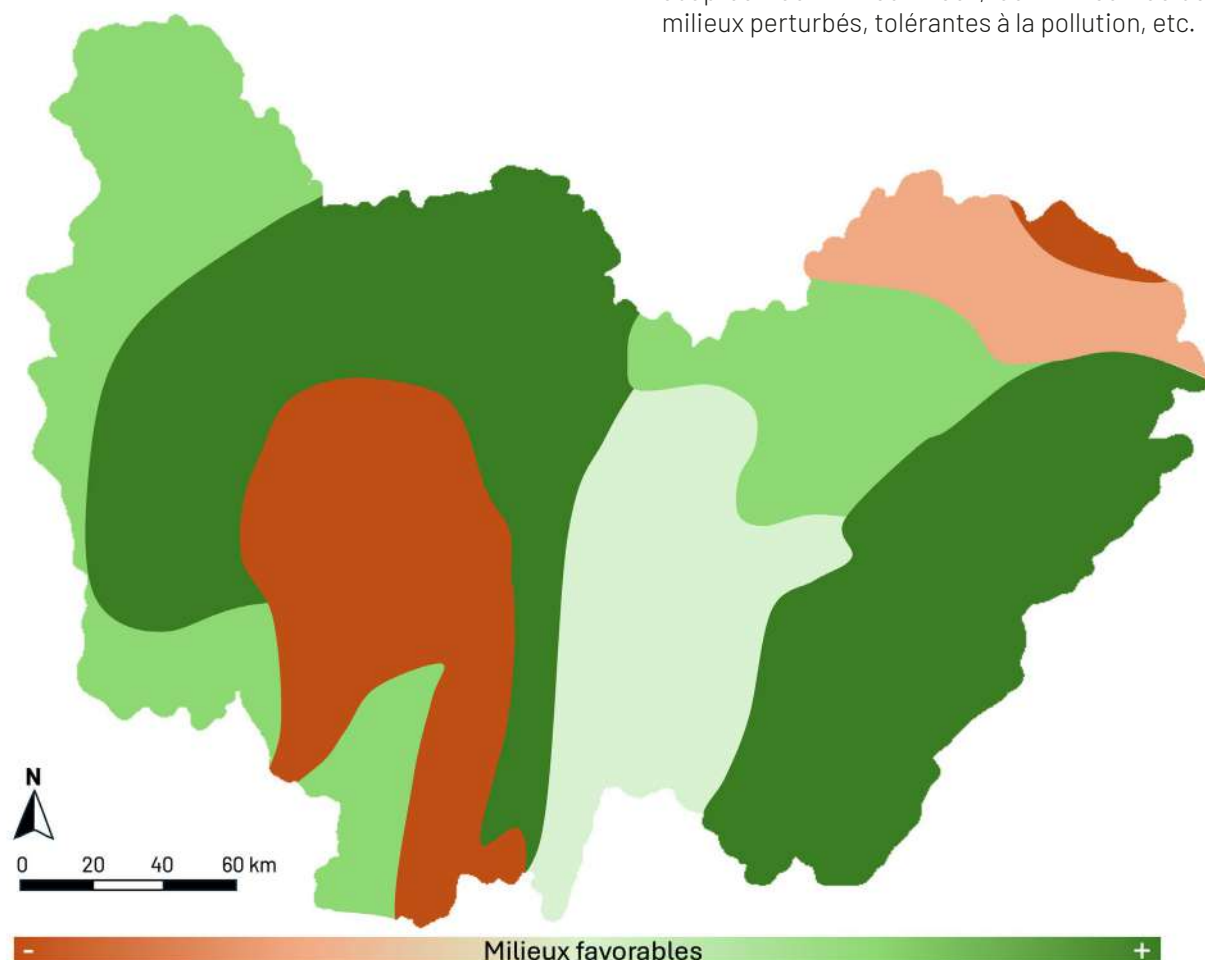 milieux perturbés, tolérantes à la pollution, etc.
N
0 20 40 60 km
- Milieux favorables +